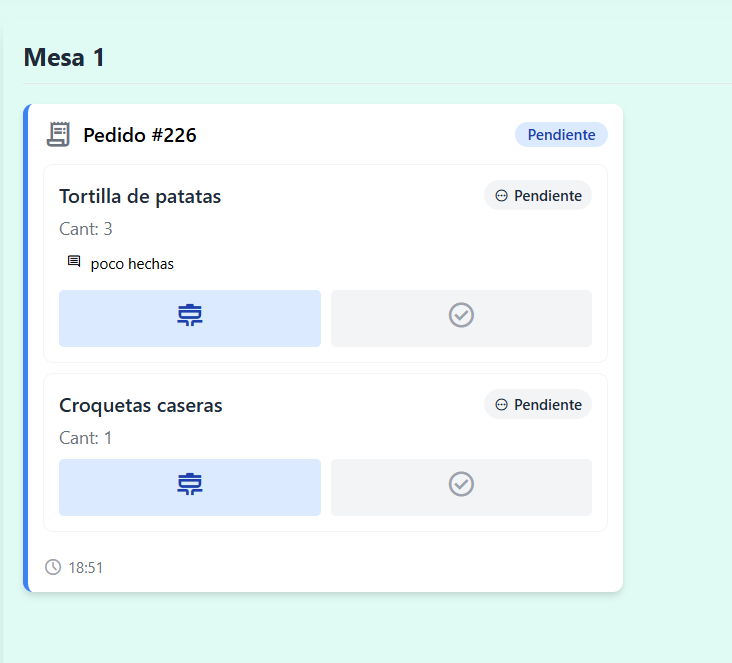 Mesa 1
Pedido #226
Pendiente
Tortilla de patatas
Pendiente
Cant: 3
poco hechas
Croquetas caseras
Pendiente
Cant: 1
18:51